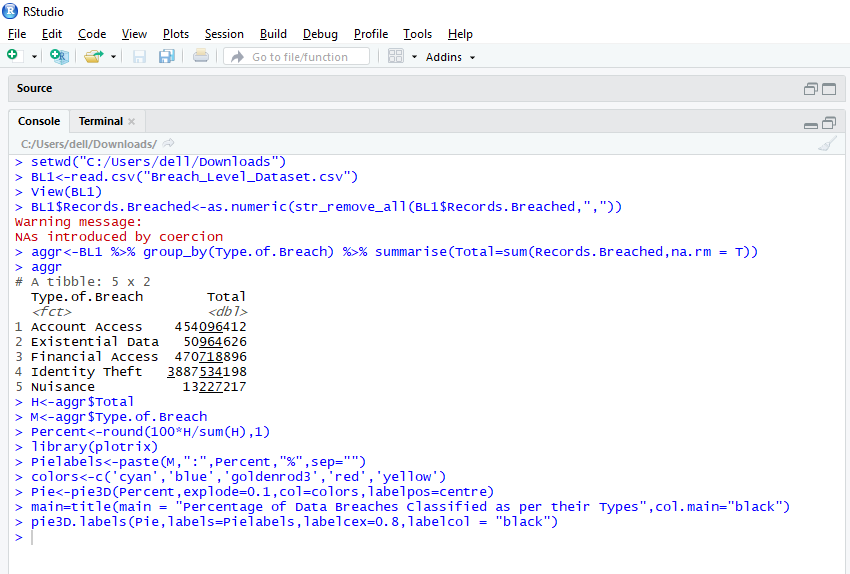 RStudio
File Edit Code View Plots Session Build Debug Profile Tools Help
Go to file/function Addins
Source
Console Terminal
C:/Users/dell/Downloads/
> setwd("C:/Users/dell/Downloads")
> BL1<-read.csv("Breach_Level_Dataset.csv")
> View(BL1)
> BL1$Records.Breached<-as.numeric(str_remove_all(BL1$Records.Breached,","))
Warning message:
NAs introduced by coercion
> aggr<-BL1 %>% group_by(Type.of.Breach) %>% summarise(Total=sum(Records.Breached,na.rm = T))
> aggr
# A tibble: 5 x 2
  Type.of.Breach        Total
  <fct>                 <dbl>
1 Account Access    454096412
2 Existential Data   50964626
3 Financial Access  470718896
4 Identity Theft   3887534198
5 Nuisance           13227217
> H<-aggr$Total
> M<-aggr$Type.of.Breach
> Percent<-round(100*H/sum(H),1)
> library(plotrix)
> Pielabels<-paste(M,":",Percent,"%",sep="")
> colors<-c('cyan','blue','goldenrod3','red','yellow')
> Pie<-pie3D(Percent,explode=0.1,col=colors,labelpos=centre)
> main=title(main = "Percentage of Data Breaches Classified as per their Types",col.main="black")
> pie3D.labels(Pie,labels=Pielabels,labelcex=0.8,labelcol = "black")
>